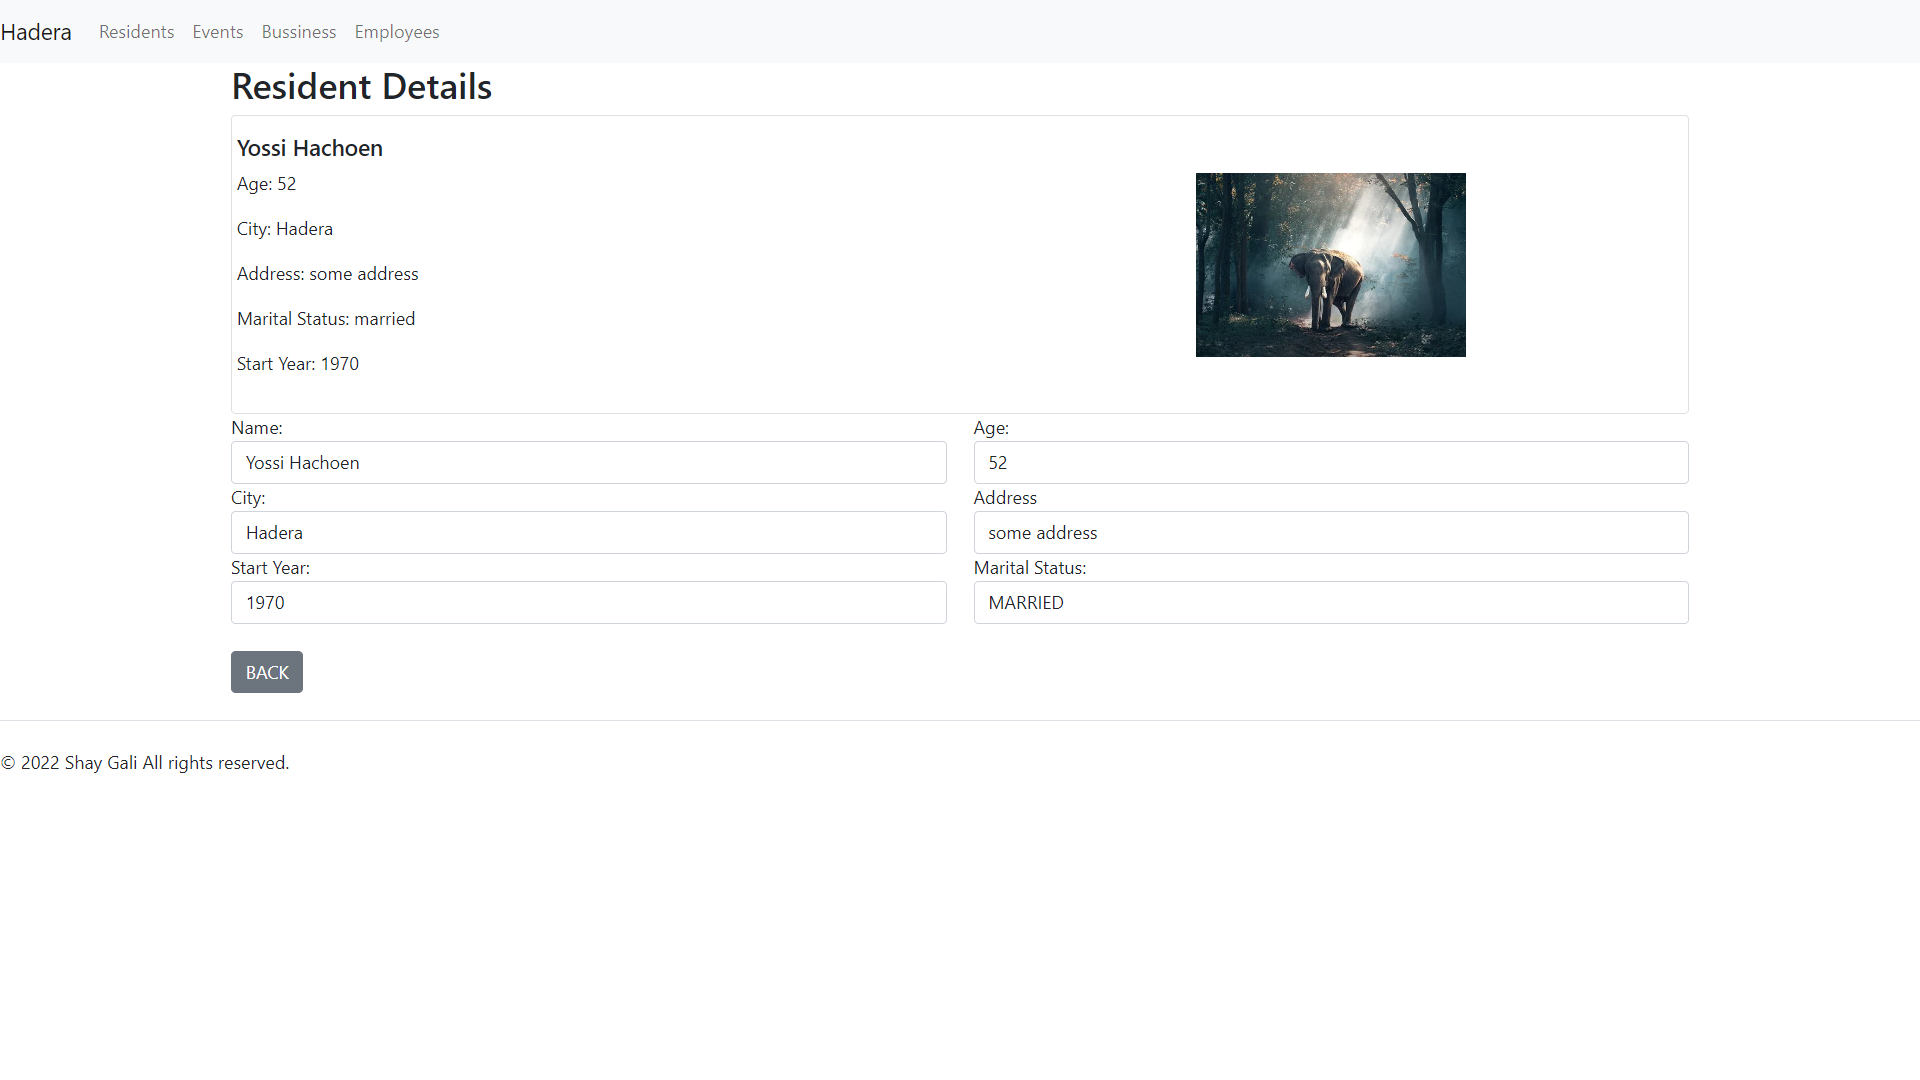 Hadera Residents Events Bussiness Employees
Resident Details
Yossi Hachoen
Age: 52
City: Hadera
Address: some address
Marital Status: married
Start Year: 1970
Name: Age:
Yossi Hachoen 52
City: Address
Hadera some address
Start Year: Marital Status:
1970 MARRIED
BACK
© 2022 Shay Gali All rights reserved.